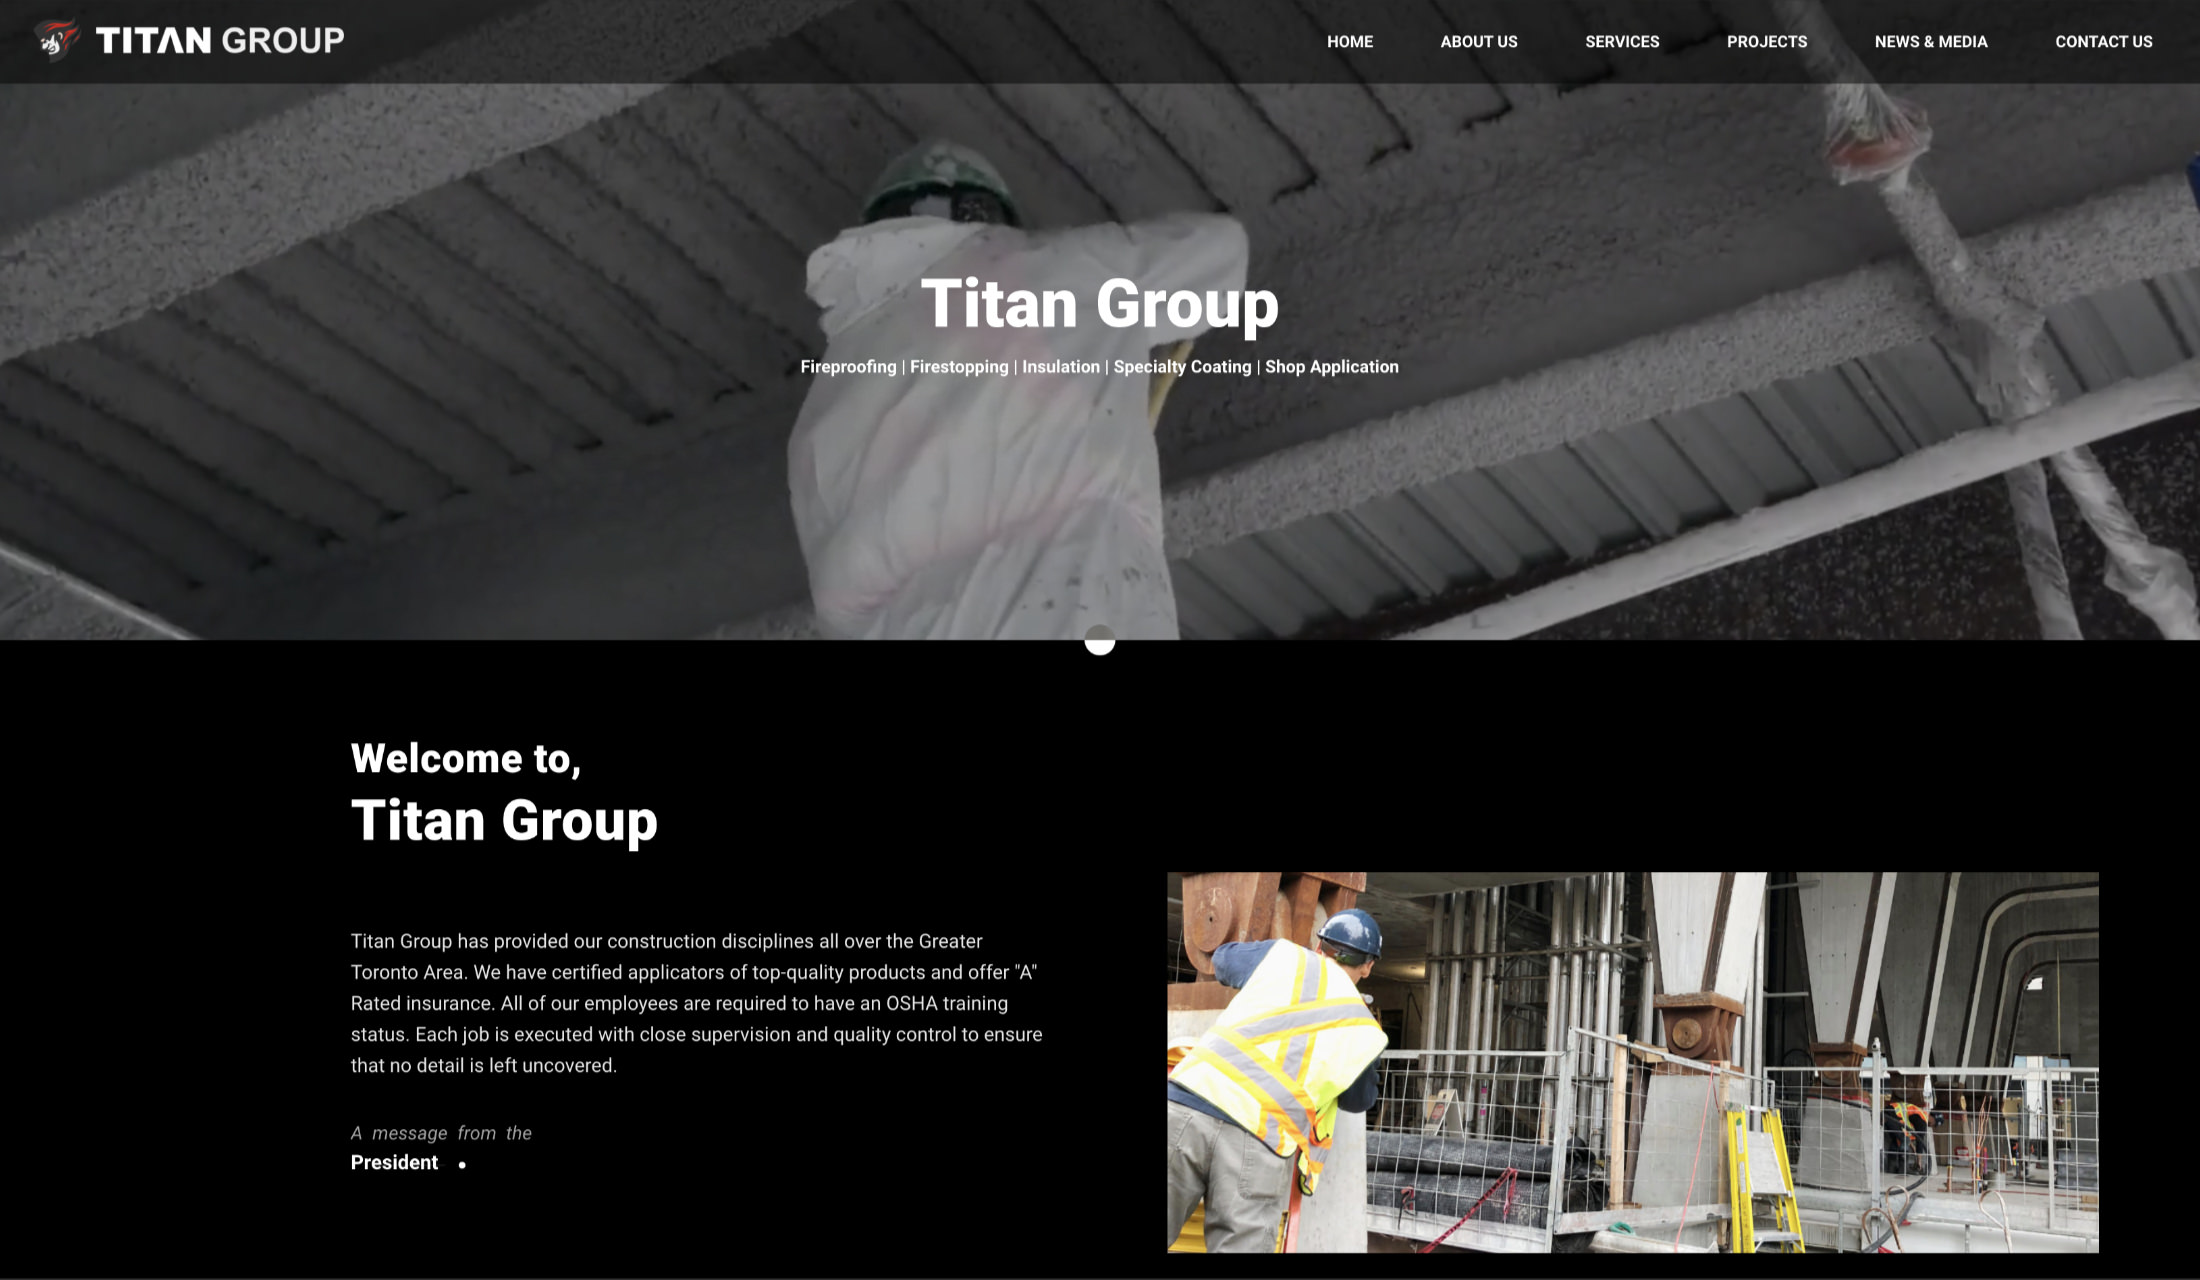 TITAN GROUP
HOME ABOUT US SERVICES PROJECTS NEWS & MEDIA CONTACT US
Titan Group
Fireproofing | Firestopping | Insulation | Specialty Coating | Shop Application
Welcome to,
Titan Group
Titan Group has provided our construction disciplines all over the Greater
Toronto Area. We have certified applicators of top-quality products and offer "A"
Rated insurance. All of our employees are required to have an OSHA training
status. Each job is executed with close supervision and quality control to ensure
that no detail is left uncovered.
A message from the
President